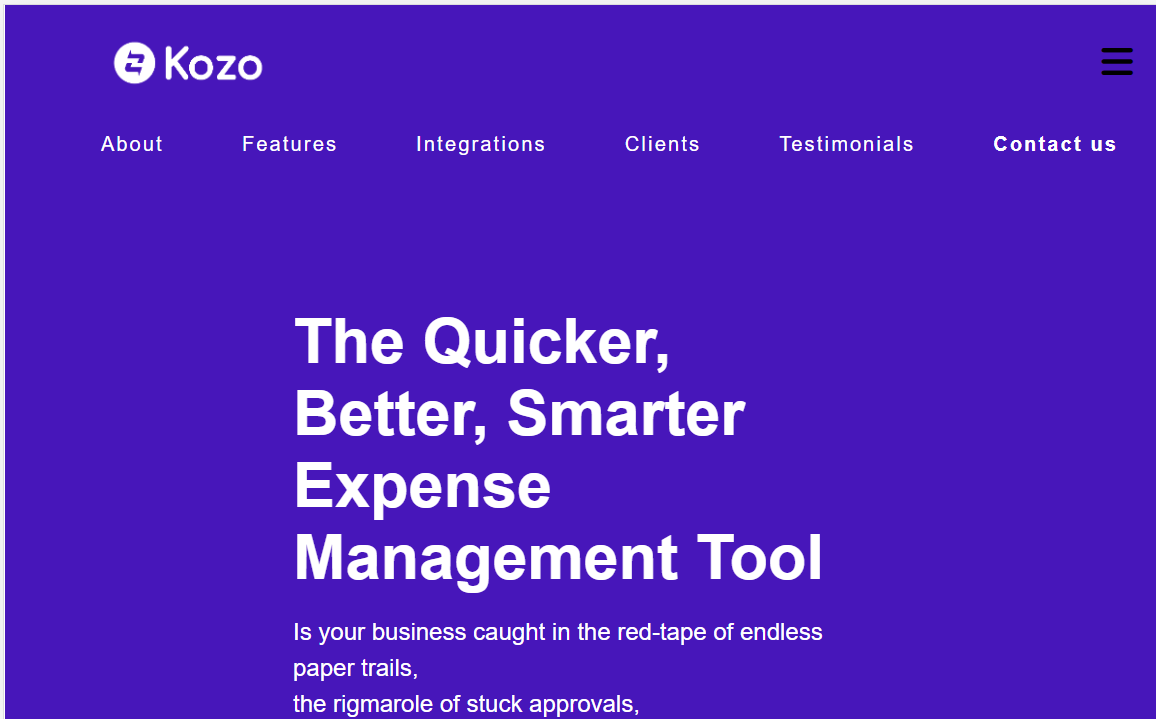 Kozo
About Features Integrations Clients Testimonials Contact us
The Quicker,
Better, Smarter
Expense
Management Tool
Is your business caught in the red-tape of endless
paper trails,
the rigmarole of stuck approvals,